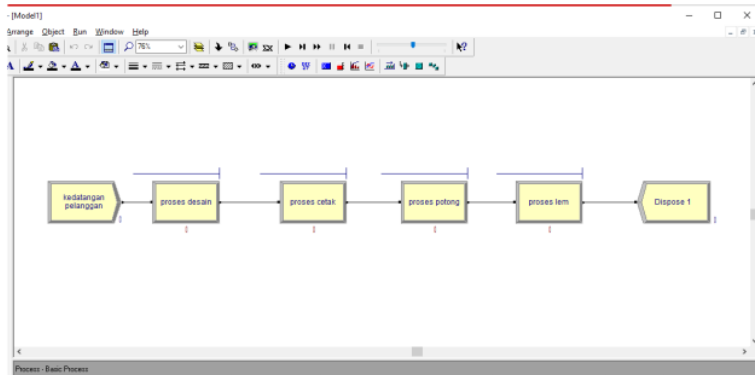 - [Model1]
Arrange Object Run Window Help
76%
kedatangan
pelanggan
proses desain
proses cetak
proses potong
proses lem
Dispose 1
Process - Basic Process